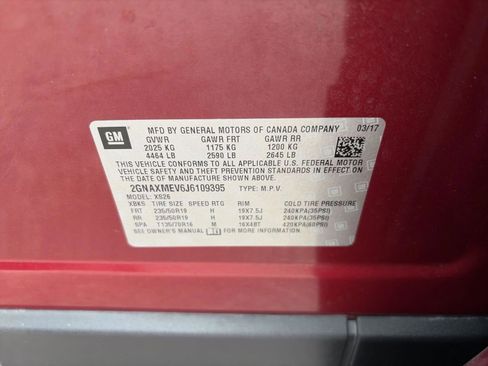 GM
MFD BY GENERAL MOTORS OF CANADA COMPANY 03/17
GVWR GAWR FRT GAWR RR
2025 KG 1175 KG 1200 KG
4464 LB 2590 LB 2645 LB
THIS VEHICLE CONFORMS TO ALL APPLICABLE U.S. FEDERAL MOTOR
VEHICLE SAFETY AND THEFT PREVENTION STANDARDS IN EFFECT
ON THE DATE OF MANUFACTURE SHOWN ABOVE.
2GNAXMEV6J6109395 TYPE: M.P.V.
MODEL: XS26
XBKS TIRE SIZE SPEED RTG RIM COLD TIRE PRESSURE
FRT 235/50R19 H 19X7.5J 240KPA(35PSI)
RR 235/50R19 H 19X7.5J 240KPA(35PSI)
SPA T135/70R16 M 16X4BT 420KPA(60PSI)
SEE OWNER'S MANUAL FOR MORE INFORMATION